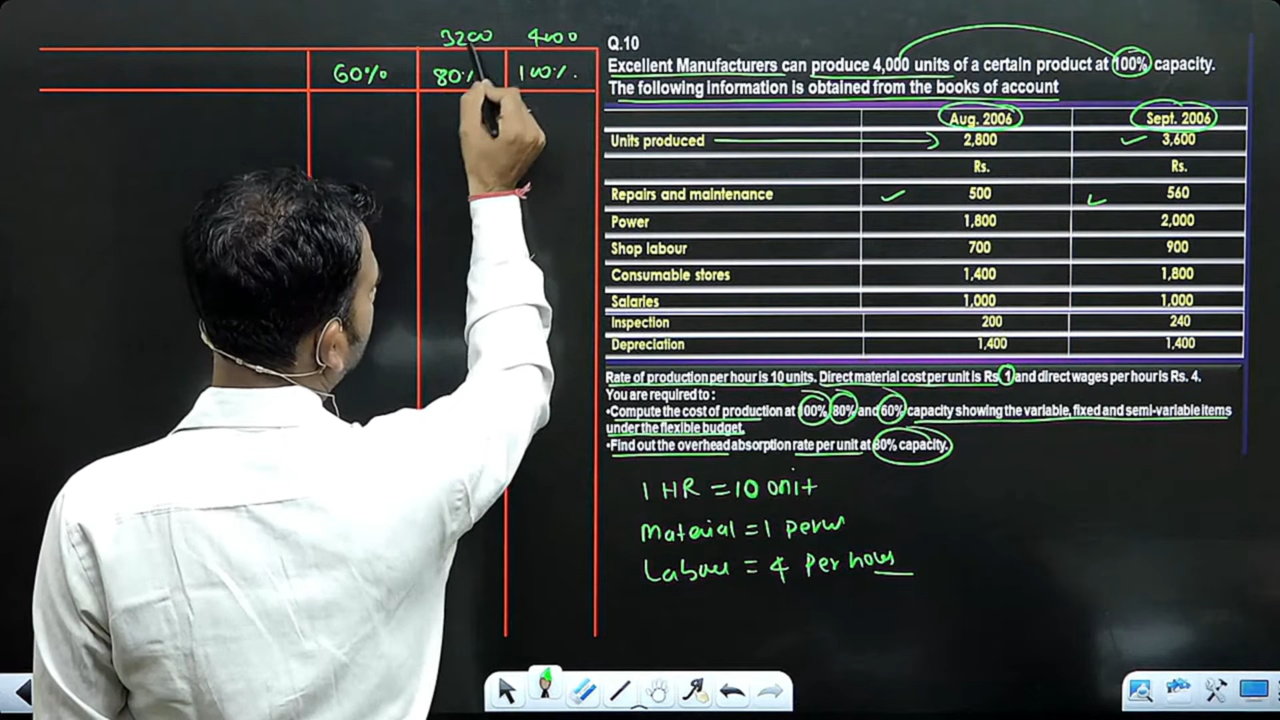 3200 4000
60% 80% 100%.
Q.10
Excellent Manufacturers can produce 4,000 units of a certain product at 100% capacity.
The following information is obtained from the books of account
Aug. 2006 Sept. 2006
Units produced 2,800 3,600
Rs. Rs.
Repairs and maintenance 500 560
Power 1,800 2,000
Shop labour 700 900
Consumable stores 1,400 1,800
Salaries 1,000 1,000
Inspection 200 240
Depreciation 1,400 1,400
Rate of production per hour is 10 units. Direct material cost per unit is Rs. 1 and direct wages per hour is Rs. 4.
You are required to :
•Compute the cost of production at 100%, 80% and 60% capacity showing the variable, fixed and semi-variable items
under the flexible budget.
•Find out the overhead absorption rate per unit at 80% capacity.
1 HR = 10 unit
Material = 1 per
Labour = 4 Per hour